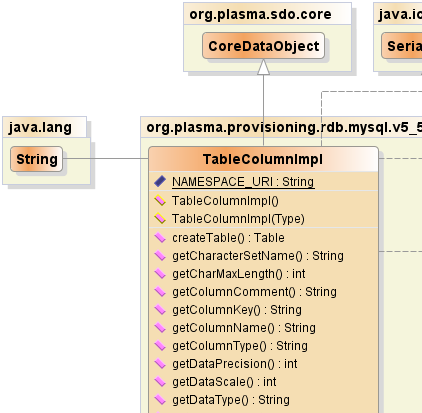 org.plasma.sdo.core
java.io
CoreDataObject
java.lang
org.plasma.provisioning.rdb.mysql.v5_5
String
TableColumnImpl
NAMESPACE_URI : String
TableColumnImpl()
TableColumnImpl(Type)
createTable() : Table
getCharacterSetName() : String
getCharMaxLength() : int
getColumnComment() : String
getColumnKey() : String
getColumnName() : String
getColumnType() : String
getDataPrecision() : int
getDataScale() : int
getDataType() : String